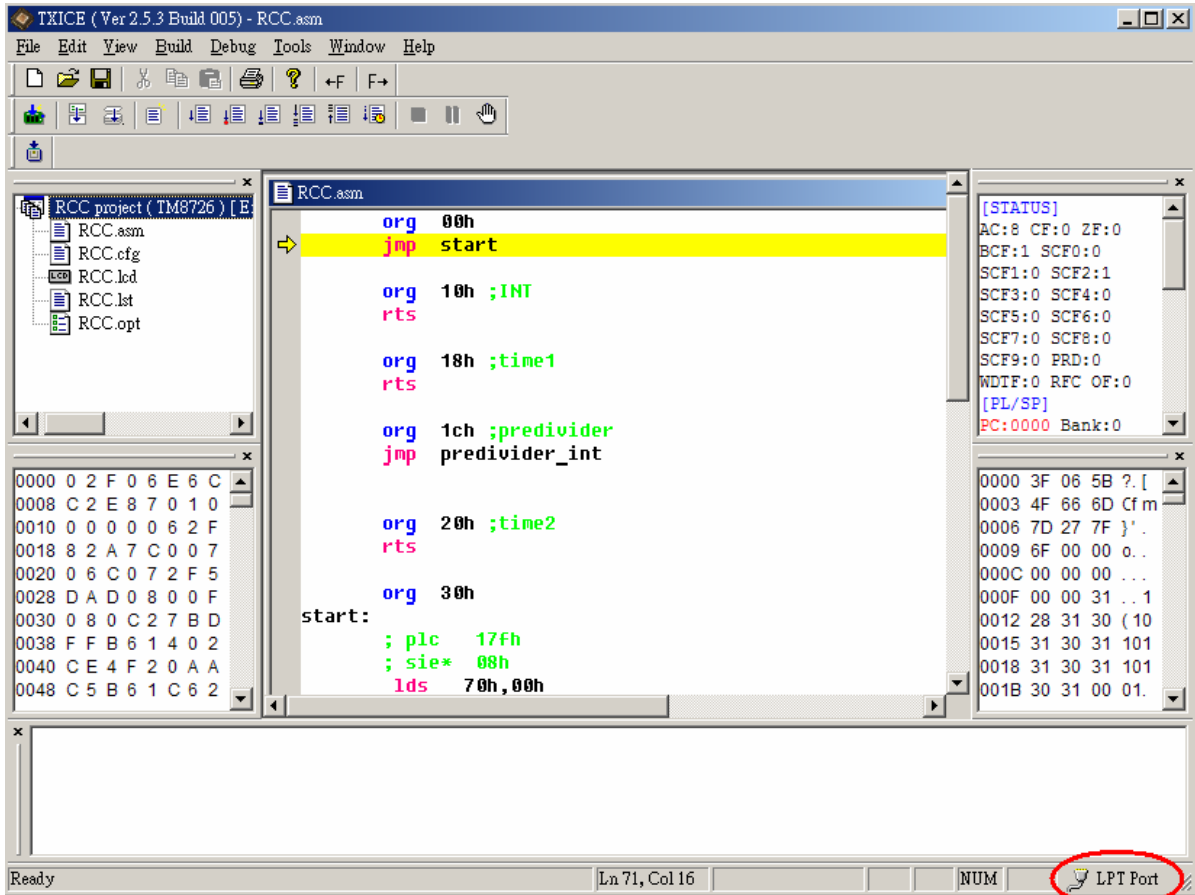 TXICE ( Ver 2.5.3 Build 005) - RCC.asm
File Edit View Build Debug Tools Window Help
←F F→
RCC project ( TM8726 ) [ E:
RCC.asm
RCC.cfg
LCD RCC.lcd
RCC.lst
RCC.opt
RCC.asm
org 00h
jmp start
org 10h ;INT
rts
org 18h ;time1
rts
org 1ch ;predivider
jmp predivider_int
org 20h ;time2
rts
org 30h
start:
; plc 17fh
; sie* 08h
lds 70h,00h
[STATUS]
AC:8 CF:0 ZF:0
BCF:1 SCF0:0
SCF1:0 SCF2:1
SCF3:0 SCF4:0
SCF5:0 SCF6:0
SCF7:0 SCF8:0
SCF9:0 PRD:0
WDTF:0 RFC OF:0
[PL/SP]
PC:0000 Bank:0
0000 0 2 F 0 6 E 6 C
0008 C 2 E 8 7 0 1 0
0010 0 0 0 0 0 6 2 F
0018 8 2 A 7 C 0 0 7
0020 0 6 C 0 7 2 F 5
0028 D A D 0 8 0 0 F
0030 0 8 0 C 2 7 B D
0038 F F B 6 1 4 0 2
0040 C E 4 F 2 0 A A
0048 C 5 B 6 1 C 6 2
0000 3F 06 5B ?. [
0003 4F 66 6D Of m
0006 7D 27 7F }' .
0009 6F 00 00 o. .
000C 00 00 00 . . .
000F 00 00 31 . . 1
0012 28 31 30 ( 10
0015 31 30 31 101
0018 31 30 31 101
001B 30 31 00 01.
Ready
Ln 71, Col 16
NUM
LPT Port